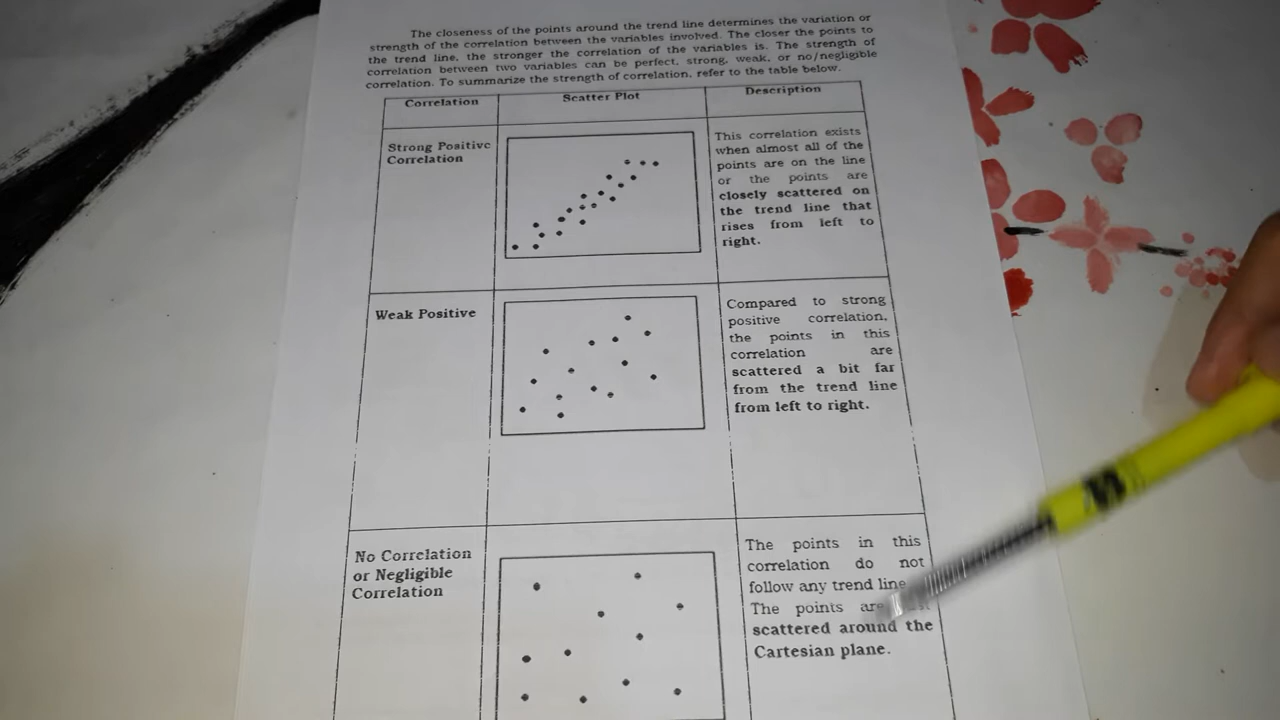 The closeness of the points around the trend line determines the variation or
strength of the correlation between the variables involved. The closer the points to
the trend line, the stronger the correlation of the variables is. The strength of
correlation between two variables can be perfect, strong, weak, or no/negligible
correlation. To summarize the strength of correlation, refer to the table below.
Correlation
Scatter Plot
Description
Strong Positive
Correlation
This correlation exists
when almost all of the
points are on the line
or the points are
closely scattered on
the trend line that
rises from left to
right.
Weak Positive
Compared to strong
positive correlation,
the points in this
correlation are
scattered a bit far
from the trend line
from left to right.
No Correlation
or Negligible
Correlation
The points in this
correlation do not
follow any trend line
The points are
scattered around the
Cartesian plane.